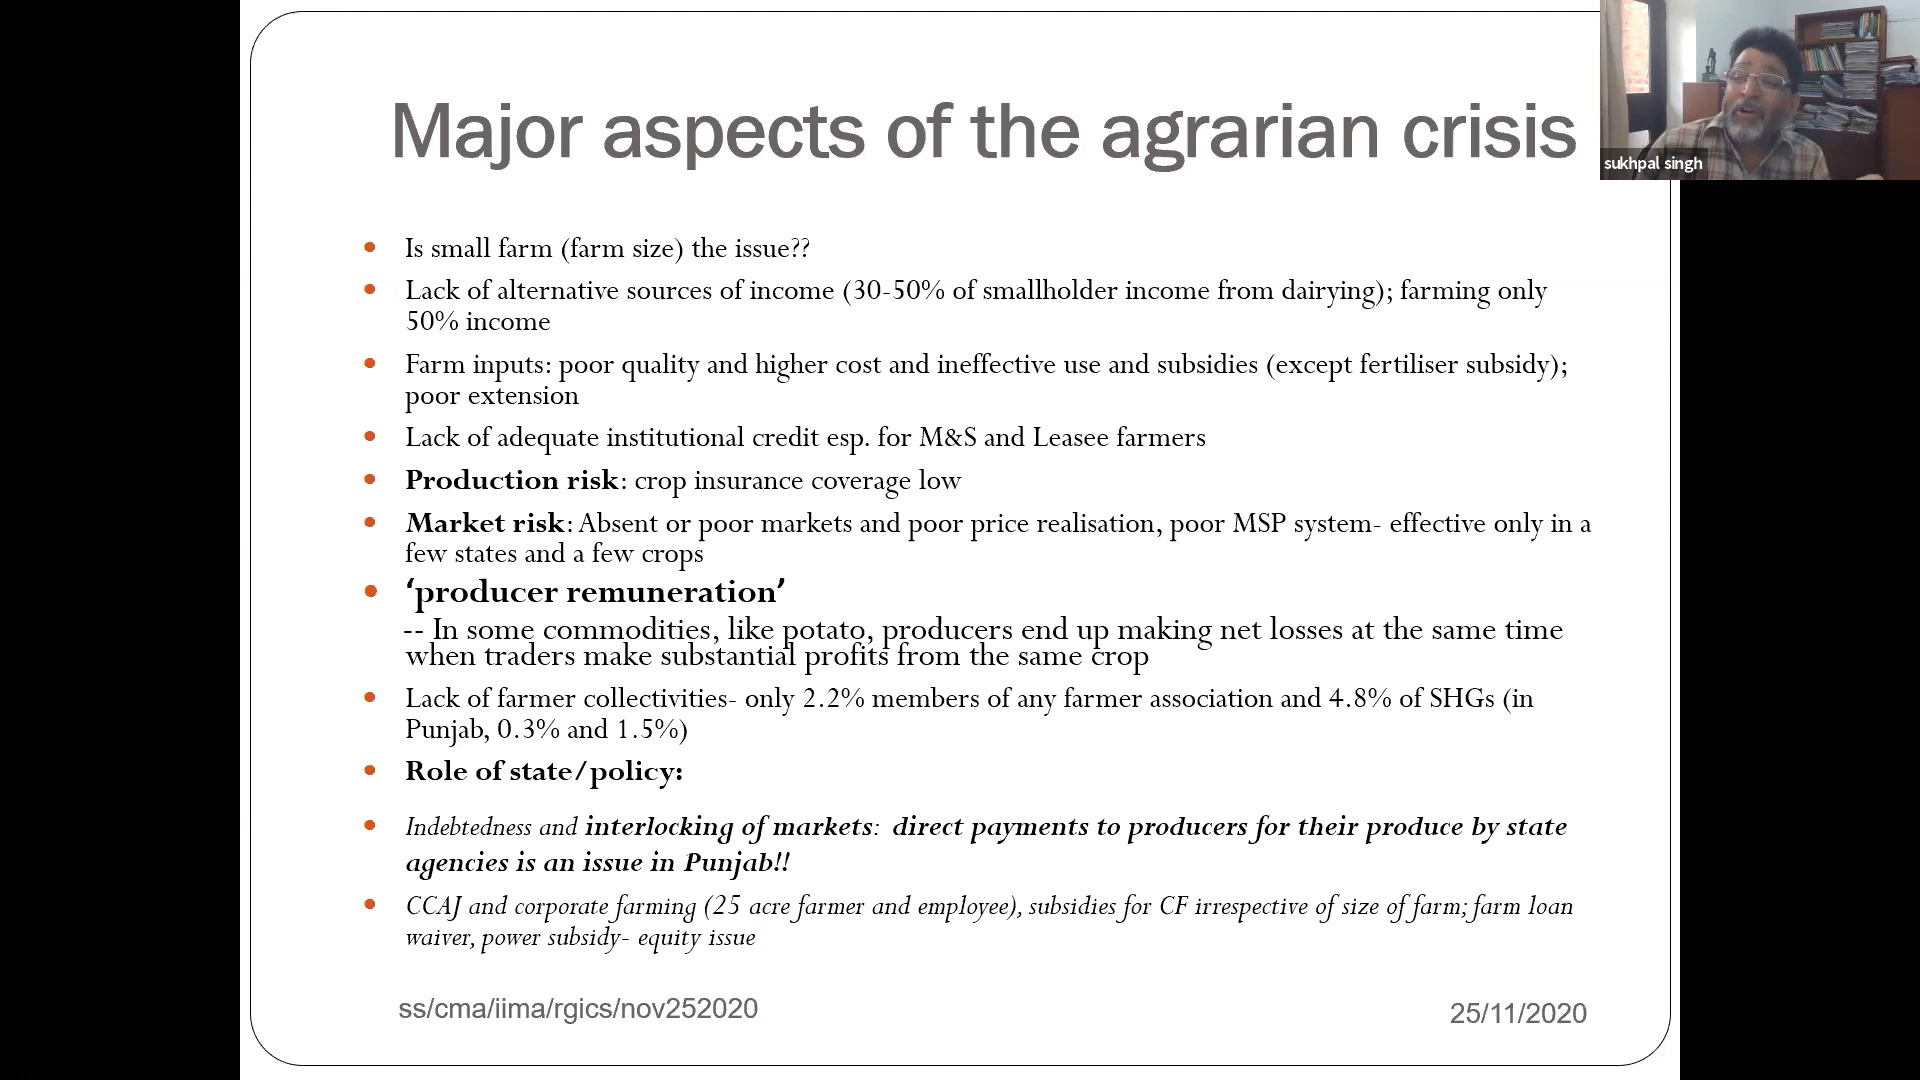 Major aspects of the agrarian crisis
sukhpal singh
• Is small farm (farm size) the issue??
• Lack of alternative sources of income (30-50% of smallholder income from dairying); farming only
50% income
• Farm inputs: poor quality and higher cost and ineffective use and subsidies (except fertiliser subsidy);
poor extension
• Lack of adequate institutional credit esp. for M&S and Leasee farmers
• Production risk: crop insurance coverage low
• Market risk: Absent or poor markets and poor price realisation, poor MSP system- effective only in a
few states and a few crops
• ‘producer remuneration’
-- In some commodities, like potato, producers end up making net losses at the same time
when traders make substantial profits from the same crop
• Lack of farmer collectivities- only 2.2% members of any farmer association and 4.8% of SHGs (in
Punjab, 0.3% and 1.5%)
• Role of state/policy:
• Indebtedness and interlocking of markets: direct payments to producers for their produce by state
agencies is an issue in Punjab!!
• CCAJ and corporate farming (25 acre farmer and employee), subsidies for CF irrespective of size of farm; farm loan
waiver, power subsidy- equity issue
ss/cma/iima/rgics/nov252020
25/11/2020